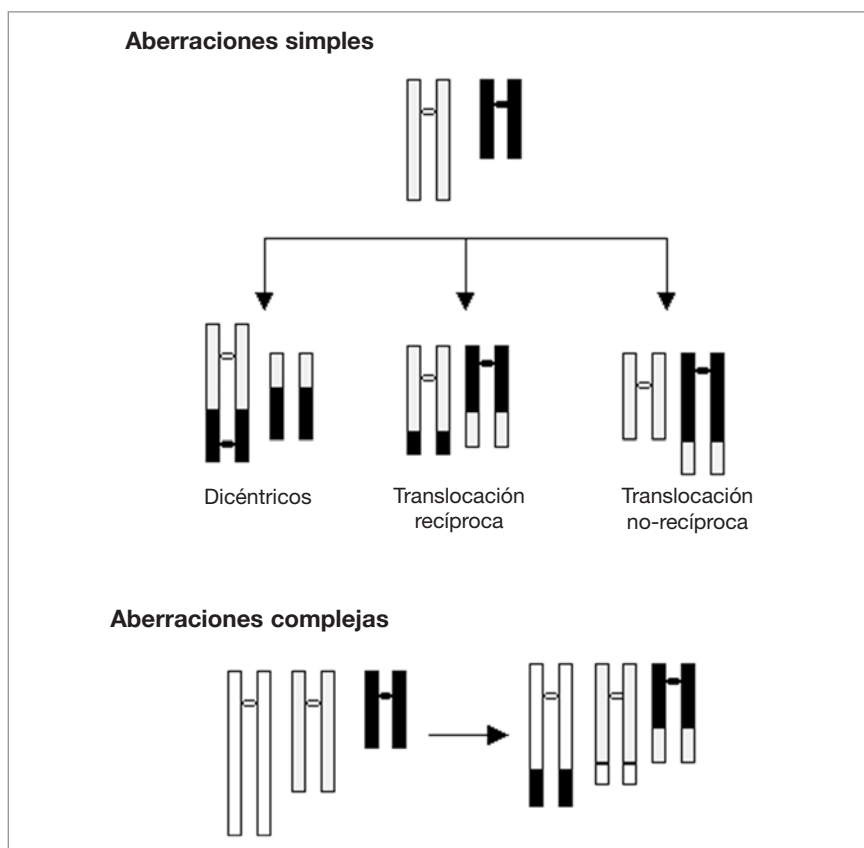 Aberraciones simples
Dicéntricos
Translocación
recíproca
Translocación
no-recíproca
Aberraciones complejas